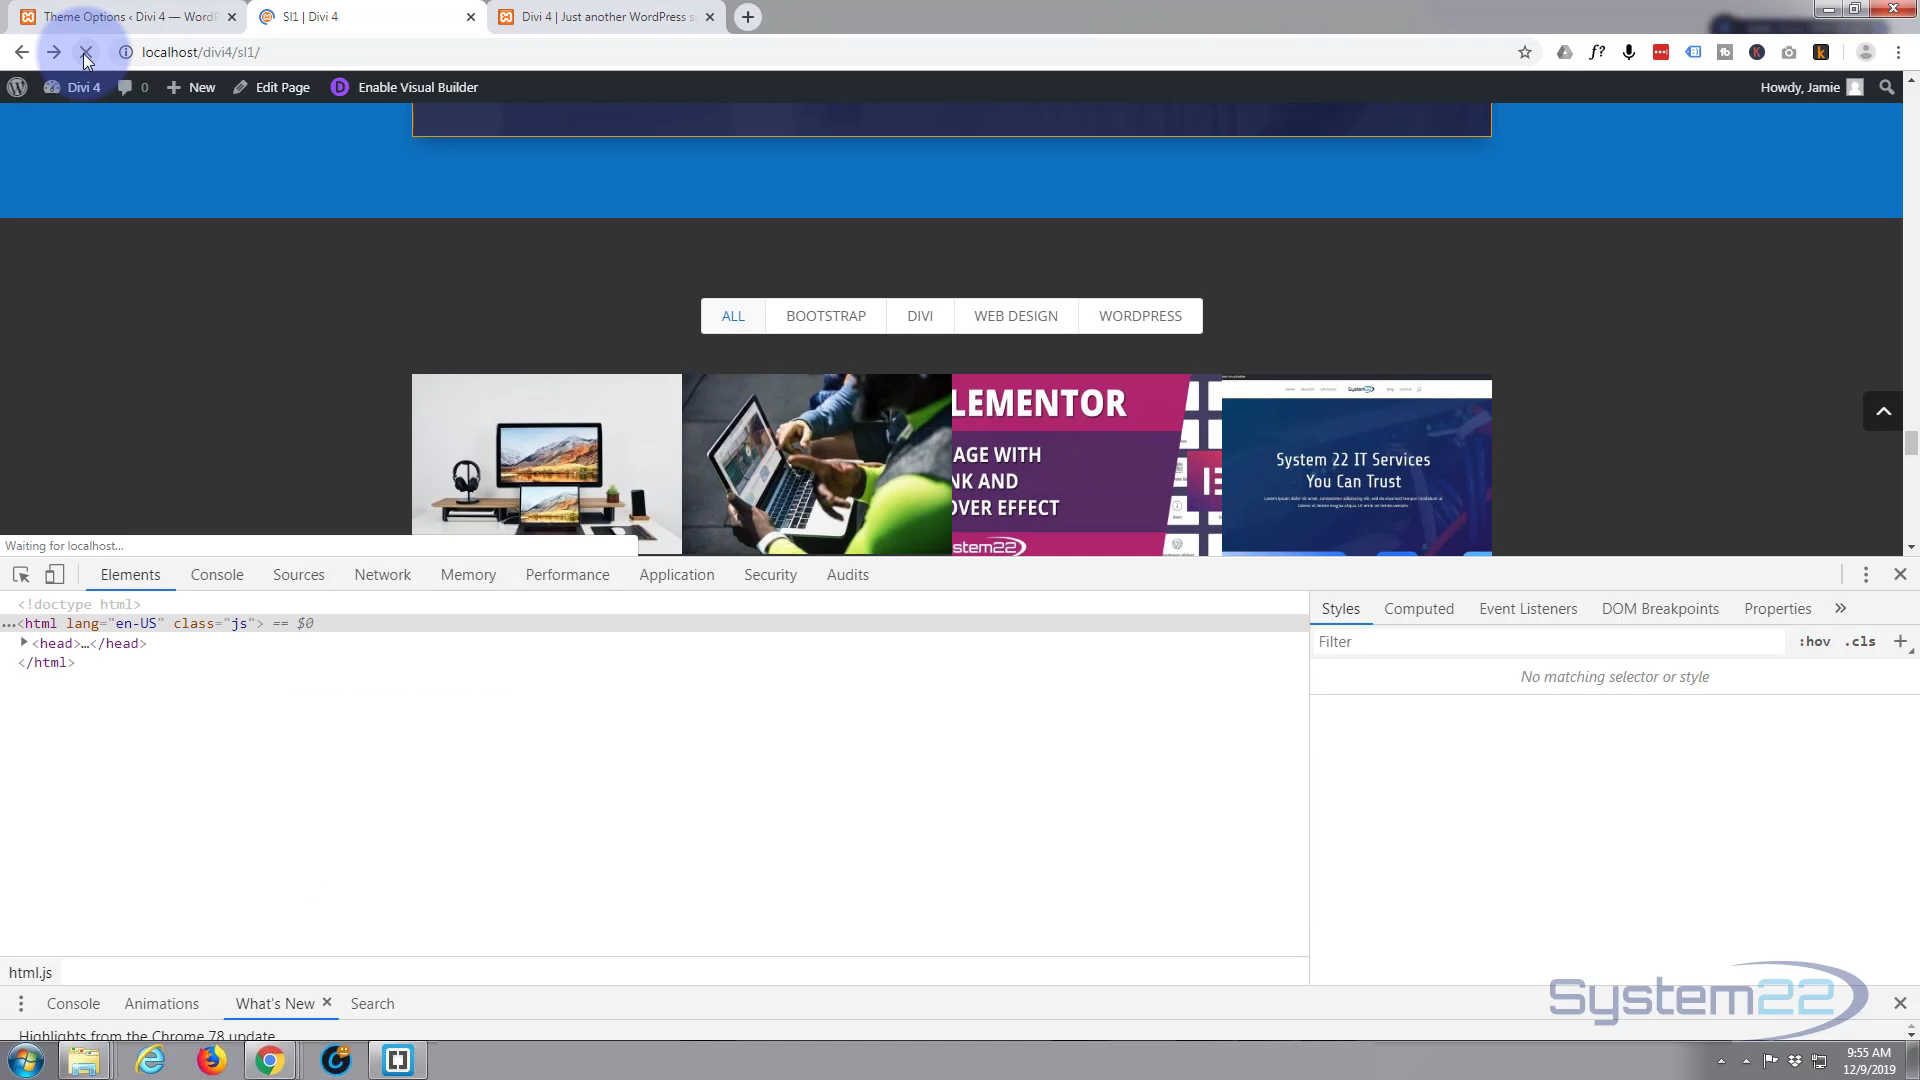 Theme Options ‹ Divi 4 — WordP
Sl1 | Divi 4
Divi 4 | Just another WordPress s
localhost/divi4/sl1/
Divi 4
0
New
Edit Page
Enable Visual Builder
Howdy, Jamie
ALL
BOOTSTRAP
DIVI
WEB DESIGN
WORDPRESS
LEMENTOR
AGE WITH
NK AND
OVER EFFECT
stem22
System22
System 22 IT Services
You Can Trust
Waiting for localhost...
Elements
Console
Sources
Network
Memory
Performance
Application
Security
Audits
<!doctype html>
...<html lang="en-US" class="js"> == $0
<head>…</head>
</html>
html.js
Styles
Computed
Event Listeners
DOM Breakpoints
Properties
»
Filter
:hov
.cls
+
No matching selector or style
Console
Animations
What's New
Search
Highlights from the Chrome 78 update
System22
9:55 AM
12/9/2019